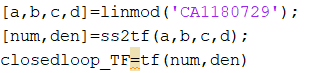 [a,b,c,d]=linmod('CA1180729');
[num,den]=ss2tf(a,b,c,d);
closedloop_TF=tf(num,den)